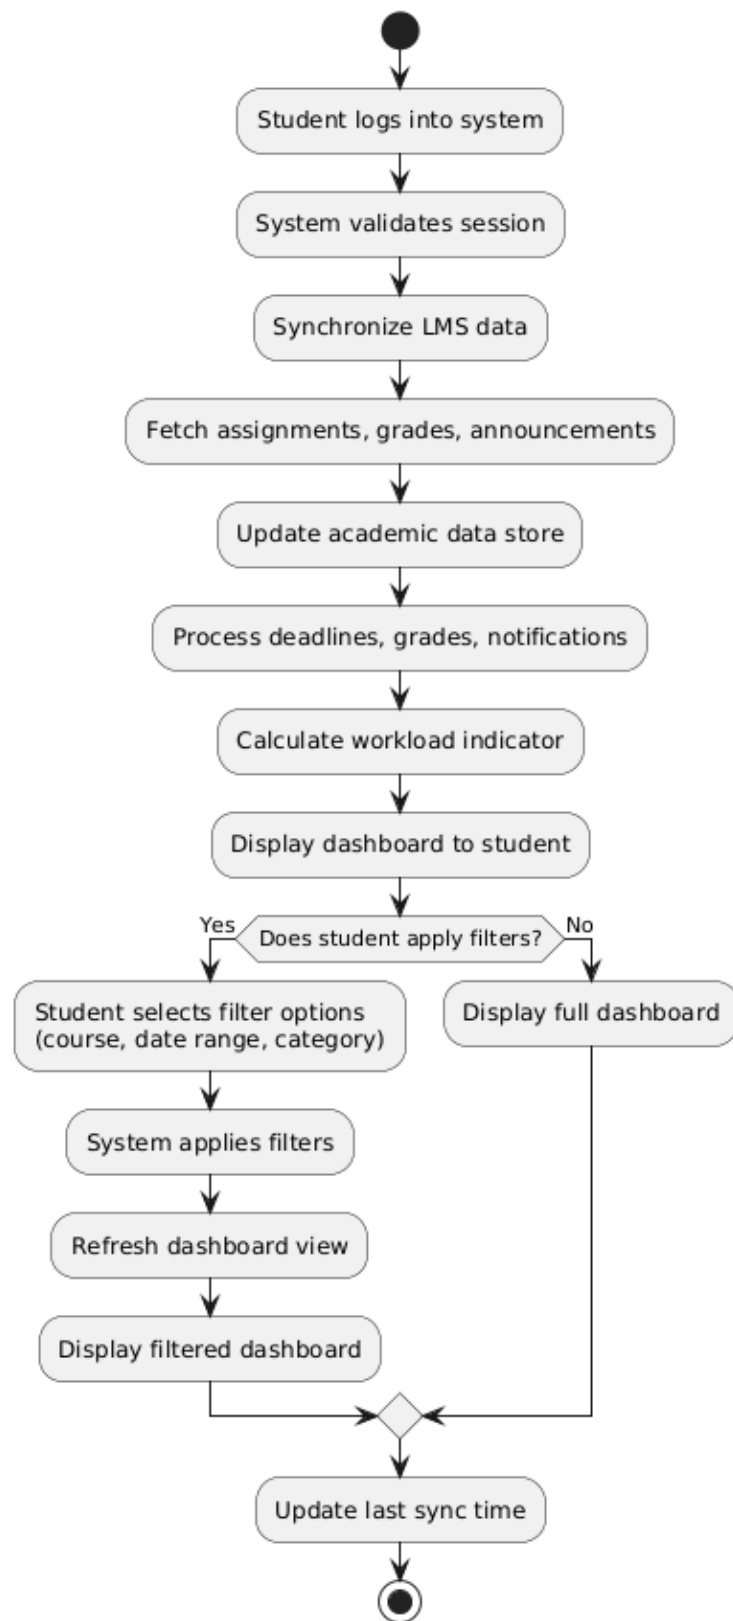 Student logs into system
System validates session
Synchronize LMS data
Fetch assignments, grades, announcements
Update academic data store
Process deadlines, grades, notifications
Calculate workload indicator
Display dashboard to student
Yes
Does student apply filters?
No
Student selects filter options
(course, date range, category)
Display full dashboard
System applies filters
Refresh dashboard view
Display filtered dashboard
Update last sync time